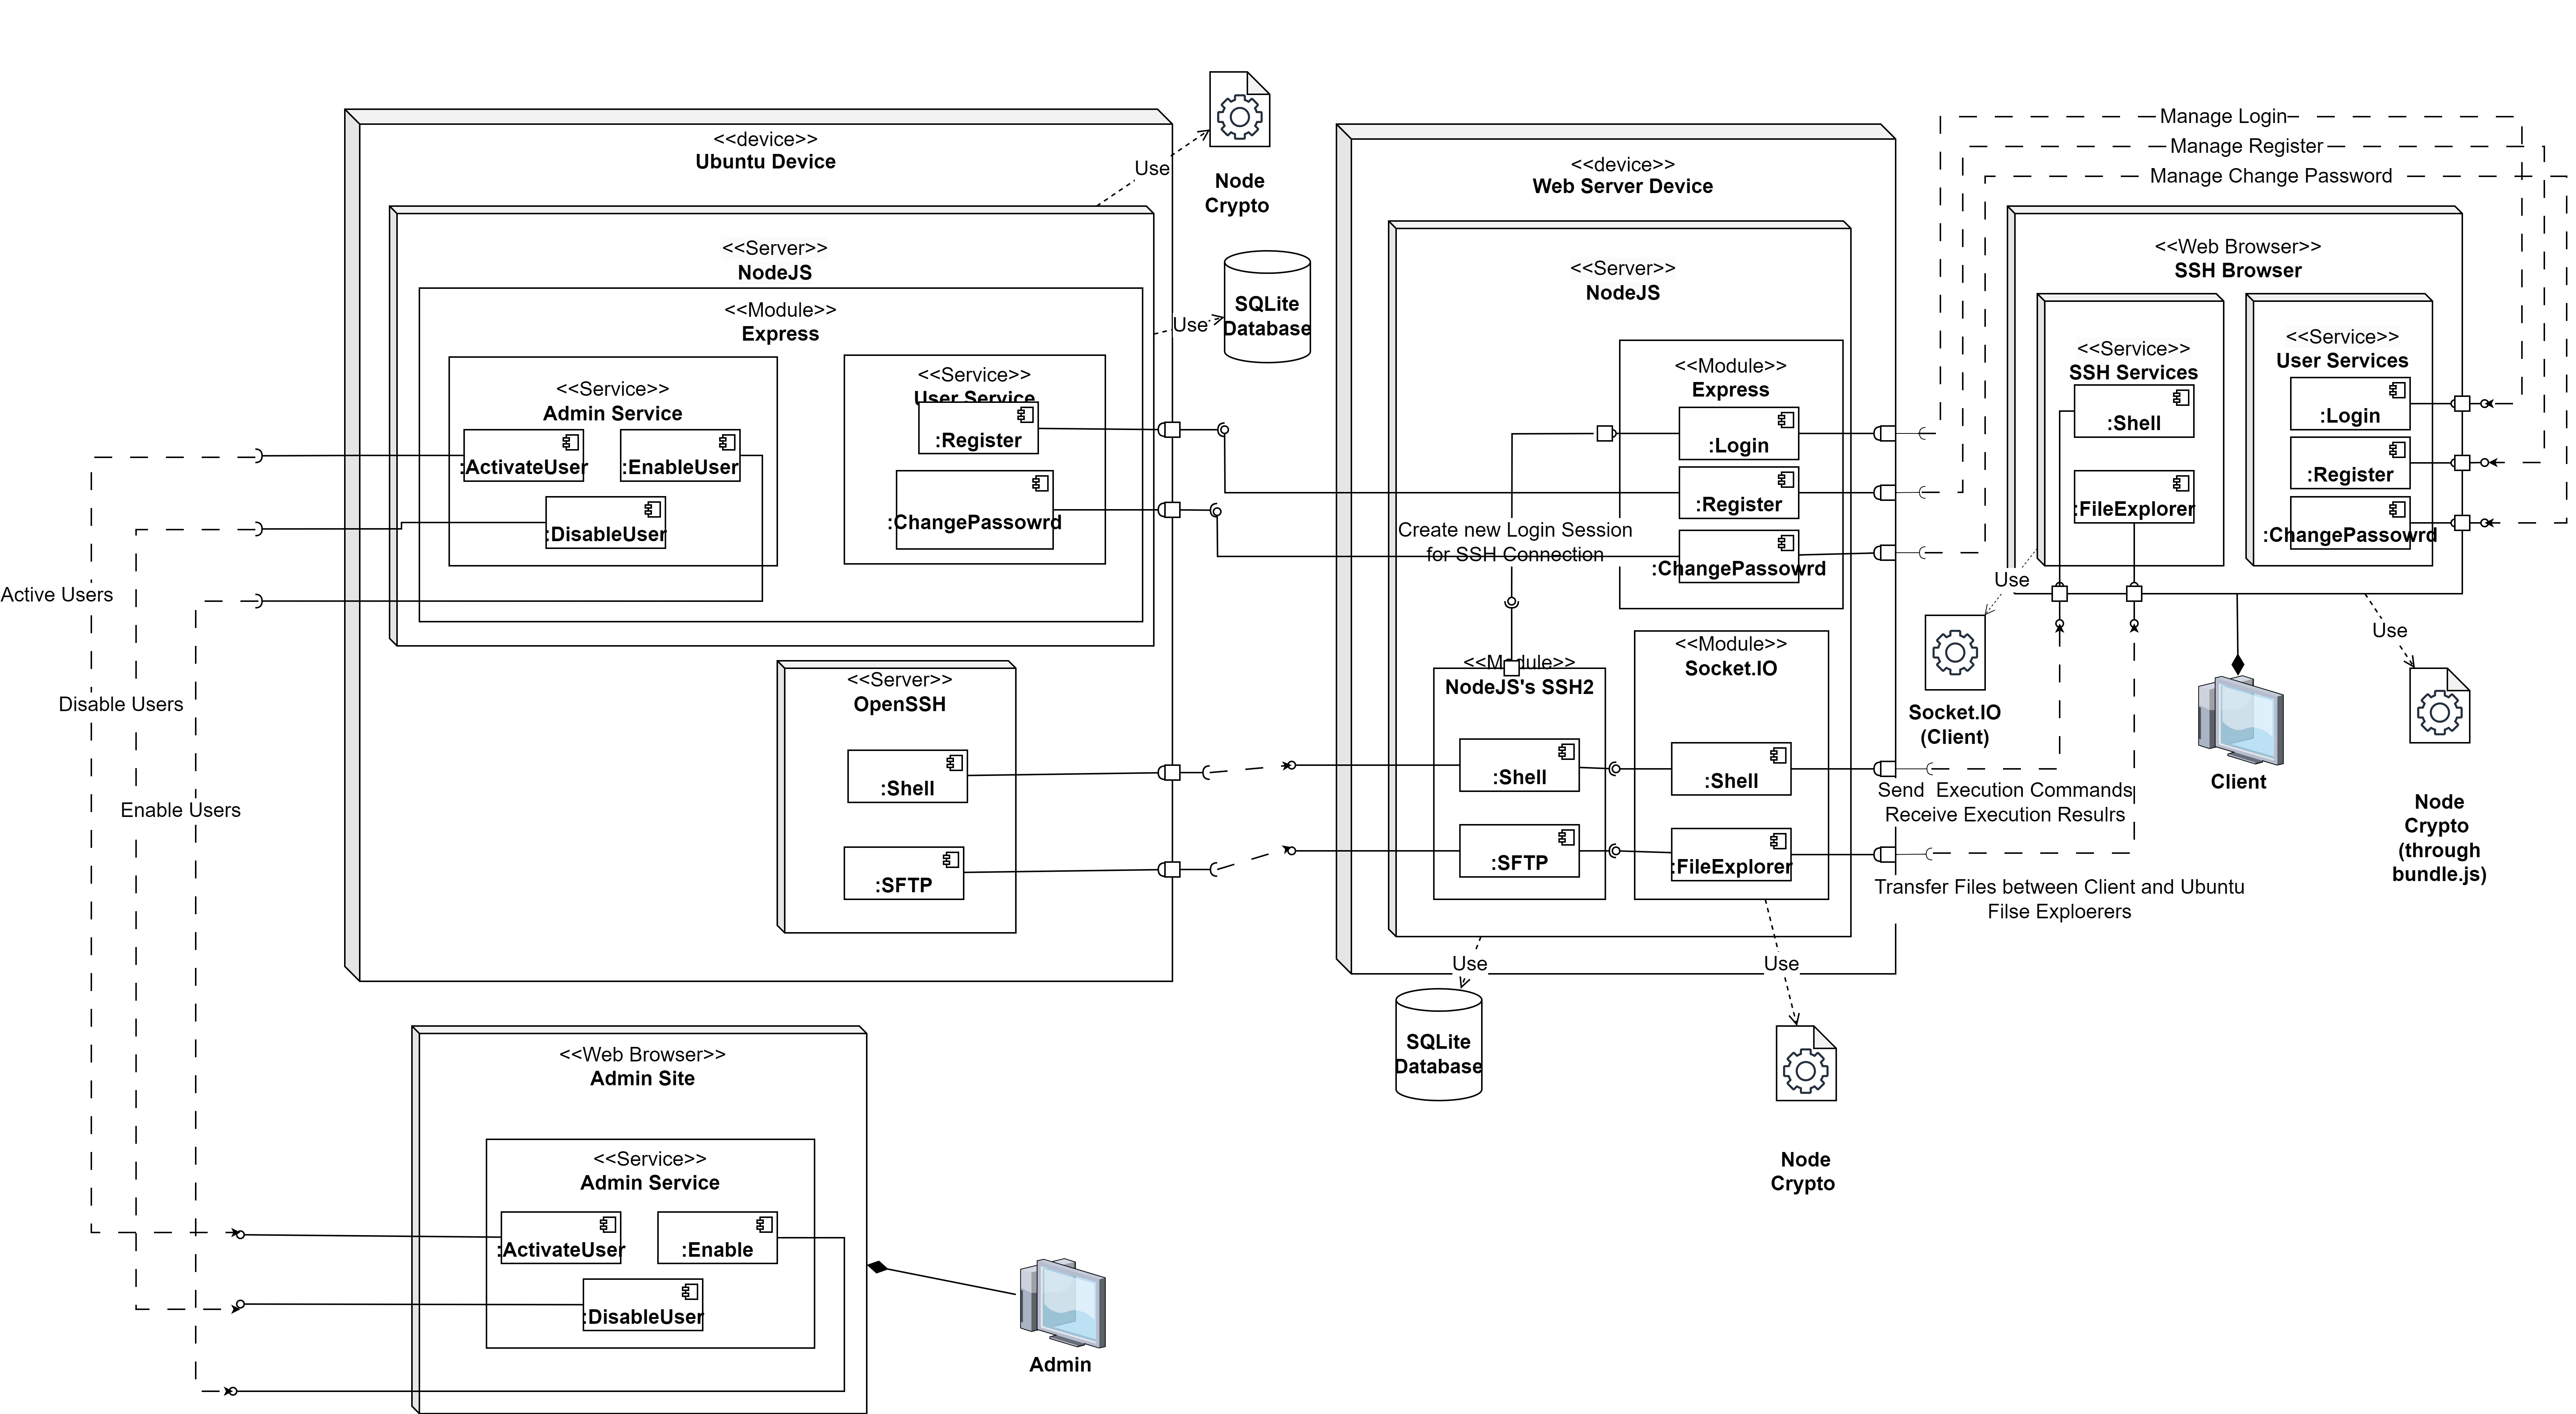 <<device>>
Ubuntu Device
Use
Node
Crypto
<<Server>>
NodeJS
<<Module>>
Express
Use
SQLite
Database
<<Service>>
Admin Service
:ActivateUser
:EnableUser
:DisableUser
<<Service>>
User Service
:Register
:ChangePassowrd
<<Server>>
OpenSSH
:Shell
:SFTP
Active Users
Disable Users
Enable Users
<<Web Browser>>
Admin Site
<<Service>>
Admin Service
:ActivateUser
:Enable
:DisableUser
Admin
<<device>>
Web Server Device
<<Server>>
NodeJS
<<Module>>
Express
:Login
:Register
:ChangePassowrd
Create new Login Session
for SSH Connection
<<Module>>
NodeJS's SSH2
:Shell
:SFTP
<<Module>>
Socket.IO
:Shell
:FileExplorer
Use
SQLite
Database
Use
Node
Crypto
Manage Login
Manage Register
Manage Change Password
<<Web Browser>>
SSH Browser
<<Service>>
SSH Services
:Shell
:FileExplorer
<<Service>>
User Services
:Login
:Register
:ChangePassowrd
Use
Socket.IO
(Client)
Client
Use
Node
Crypto
(through
bundle.js)
Send  Execution Commands
Receive Execution Resulrs
Transfer Files between Client and Ubuntu
Filse Exploerers